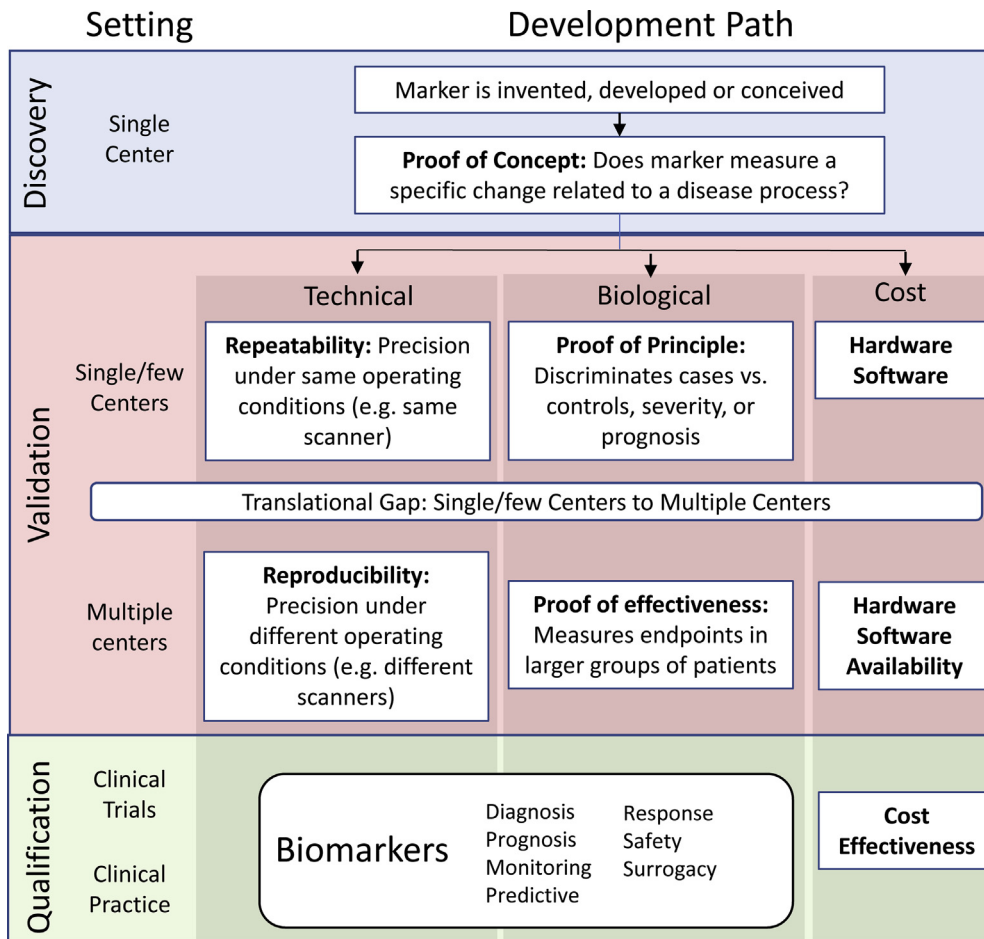 Setting
Development Path
Discovery
Single
Center
Marker is invented, developed or conceived
Proof of Concept: Does marker measure a
specific change related to a disease process?
Validation
Technical
Biological
Cost
Single/few
Centers
Repeatability: Precision
under same operating
conditions (e.g. same
scanner)
Proof of Principle:
Discriminates cases vs.
controls, severity, or
prognosis
Hardware
Software
Translational Gap: Single/few Centers to Multiple Centers
Multiple
centers
Reproducibility:
Precision under
different operating
conditions (e.g. different
scanners)
Proof of effectiveness:
Measures endpoints in
larger groups of patients
Hardware
Software
Availability
Qualification
Clinical
Trials
Clinical
Practice
Biomarkers
Diagnosis
Prognosis
Monitoring
Predictive
Response
Safety
Surrogacy
Cost
Effectiveness